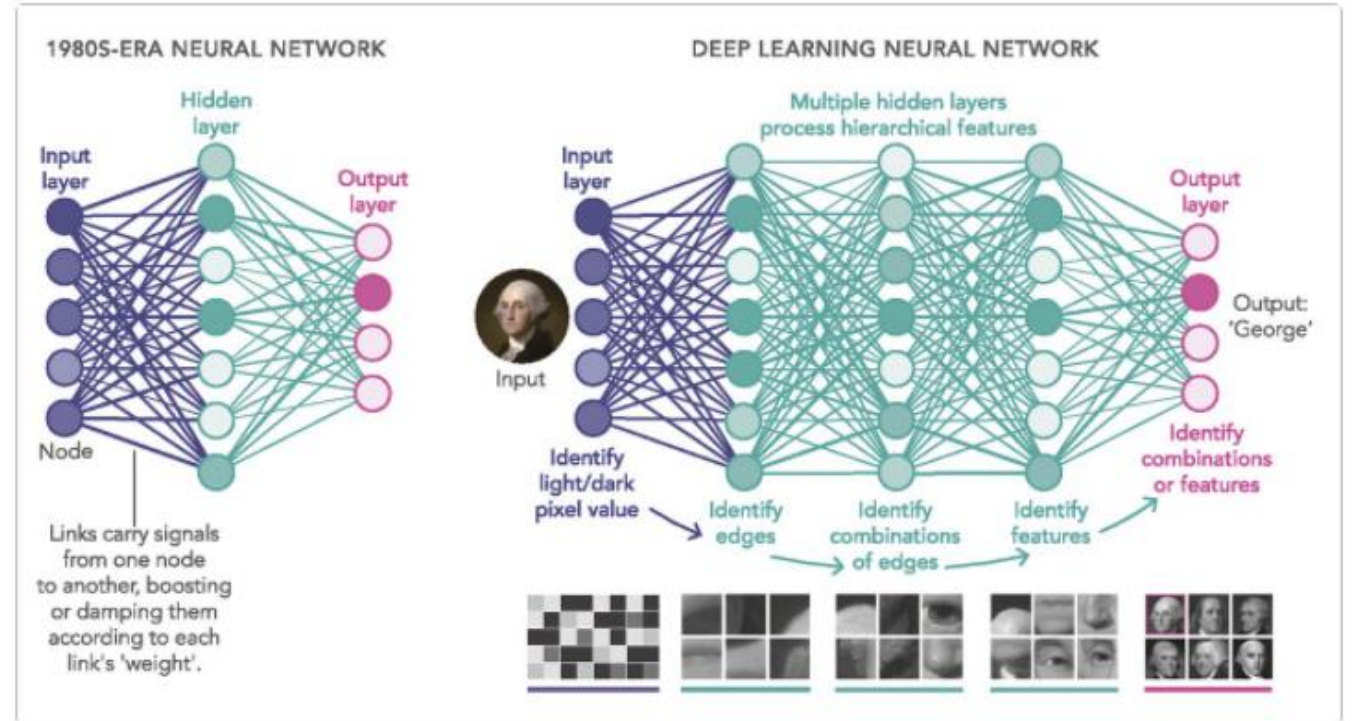 1980S-ERA NEURAL NETWORK
Hidden
layer
Input
layer
Output
layer
Node
Links carry signals
from one node
to another, boosting
or damping them
according to each
link's 'weight'.
DEEP LEARNING NEURAL NETWORK
Multiple hidden layers
process hierarchical features
Input
layer
Output
layer
Input
Output:
'George'
Identify
light/dark
pixel value
Identify
edges
Identify
combinations
of edges
Identify
features
Identify
combinations
or features